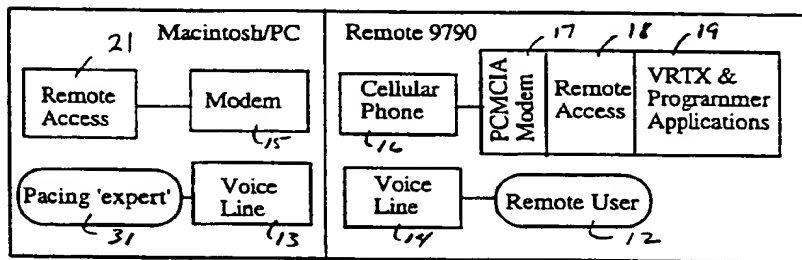 21
Macintosh/PC
Remote 9790
17
18
19
Remote
Access
Modem
15
Cellular
Phone
16
PCMCIA
Modem
Remote
Access
VRTX &
Programmer
Applications
Pacing 'expert'
31
Voice
Line
13
Voice
Line
14
Remote User
12